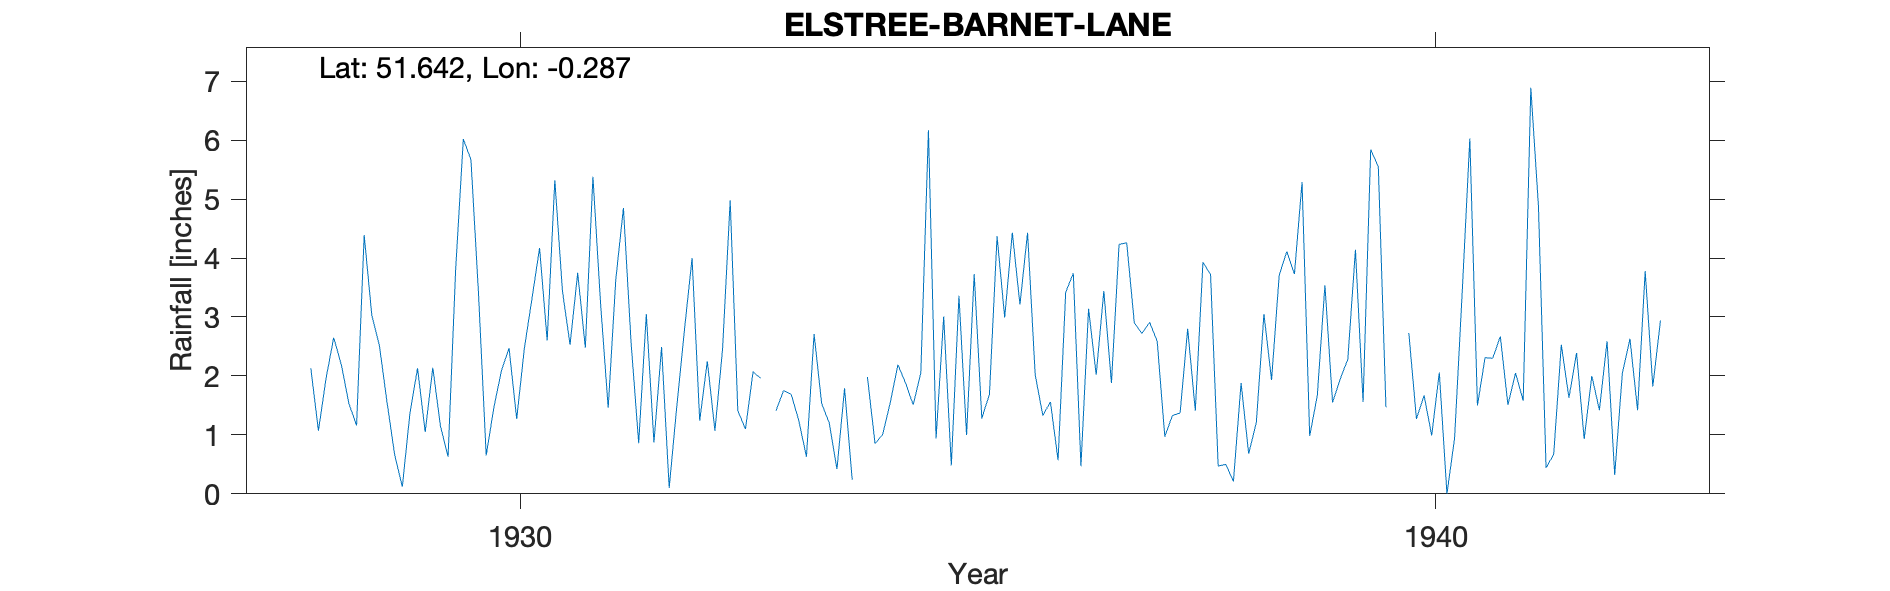 ELSTREE-BARNET-LANE
Lat: 51.642, Lon: -0.287
Rainfall [inches]
7
6
5
4
3
2
1
0
1930 1940
Year